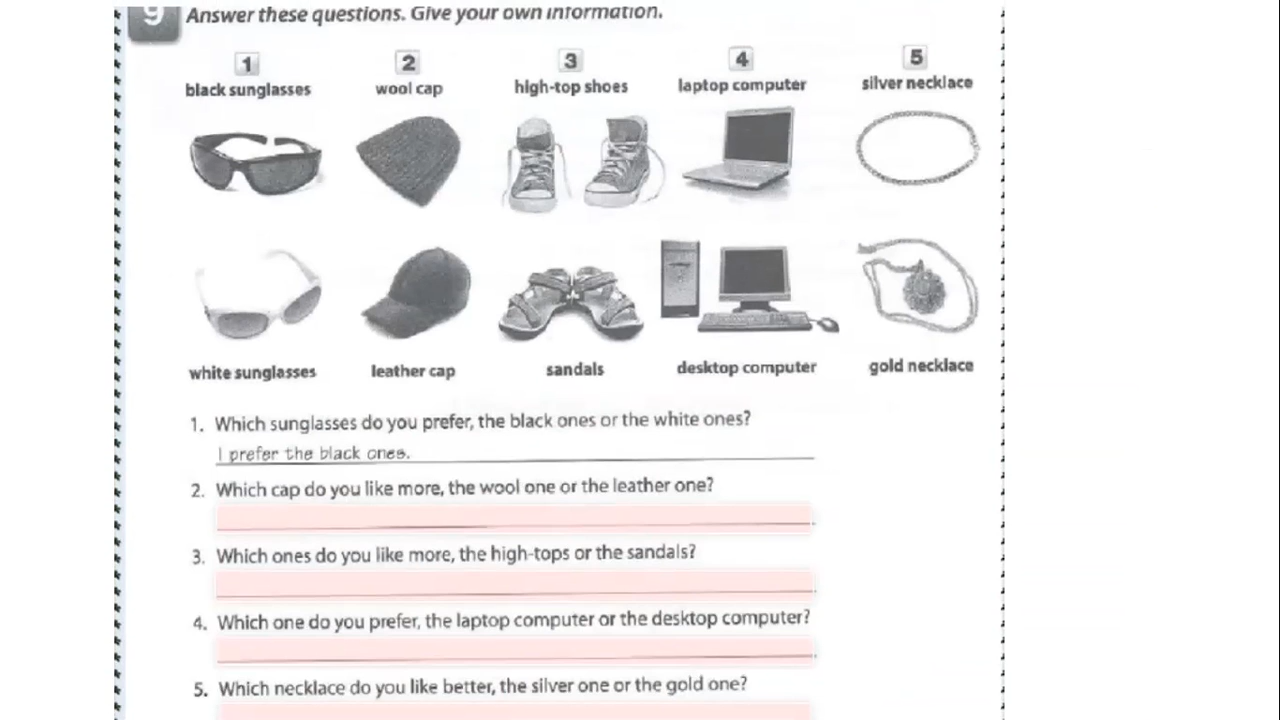 9 Answer these questions. Give your own information.
1 2 3 4 5
black sunglasses wool cap high-top shoes laptop computer silver necklace
white sunglasses leather cap sandals desktop computer gold necklace
1. Which sunglasses do you prefer, the black ones or the white ones?
I prefer the black ones.
2. Which cap do you like more, the wool one or the leather one?
3. Which ones do you like more, the high-tops or the sandals?
4. Which one do you prefer, the laptop computer or the desktop computer?
5. Which necklace do you like better, the silver one or the gold one?